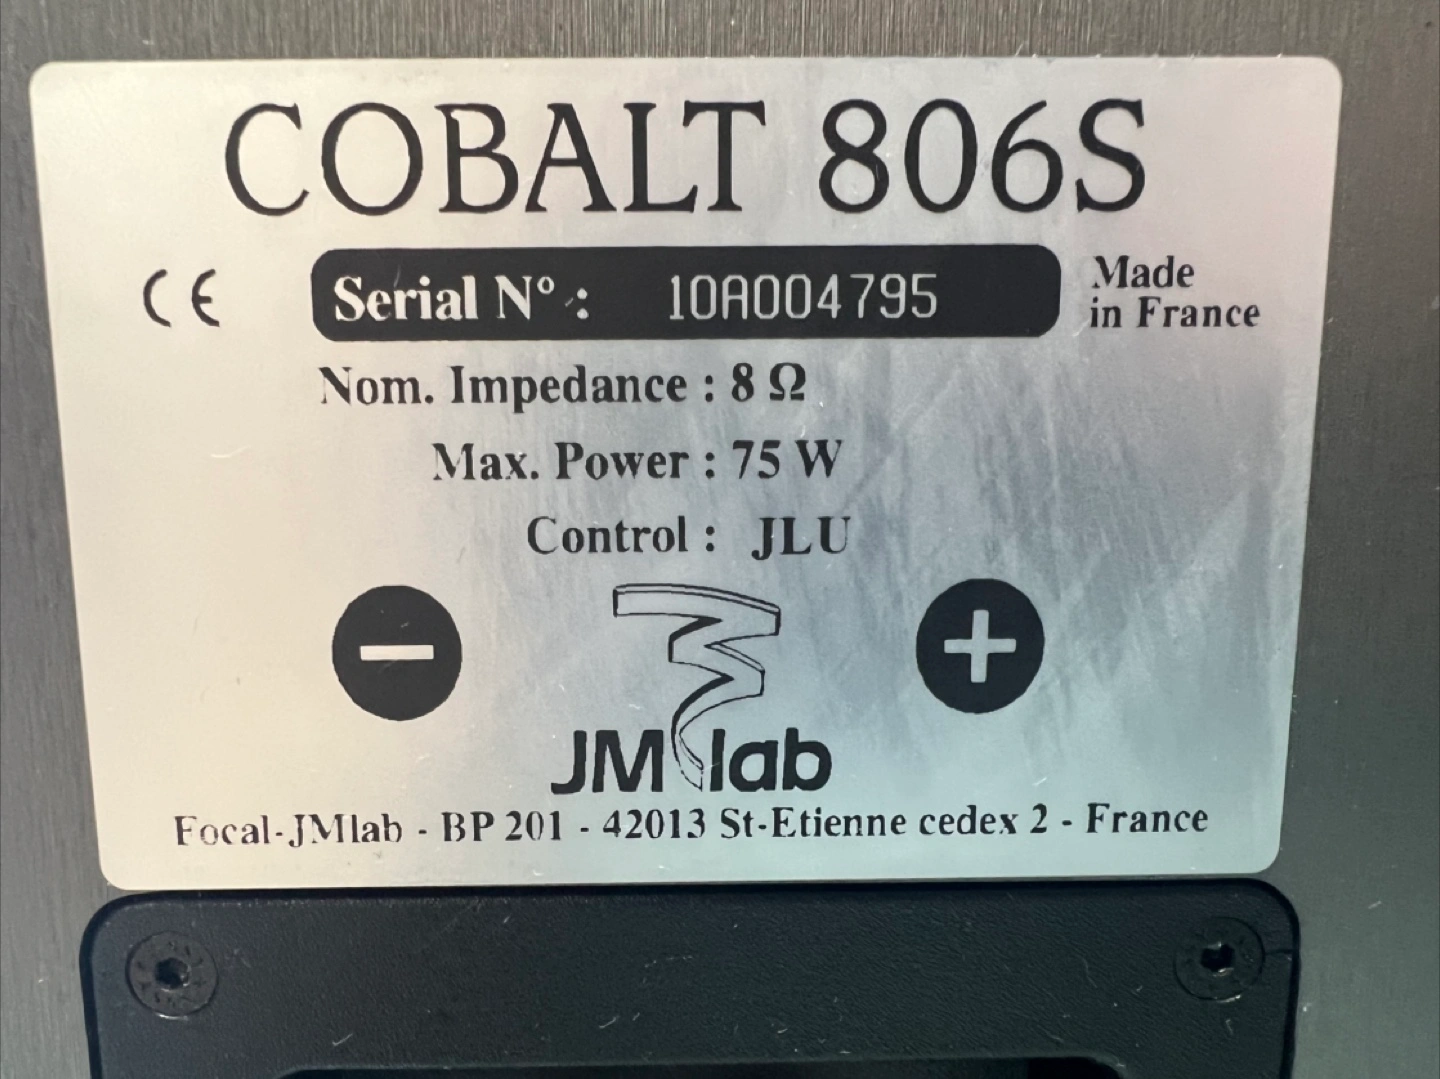 COBALT 806S
CE
Serial N° : 10A004795
Made
in France
Nom. Impedance : 8 Ω
Max. Power : 75 W
Control : JLU
− +
JMlab
Focal-JMlab - BP 201 - 42013 St-Etienne cedex 2 - France